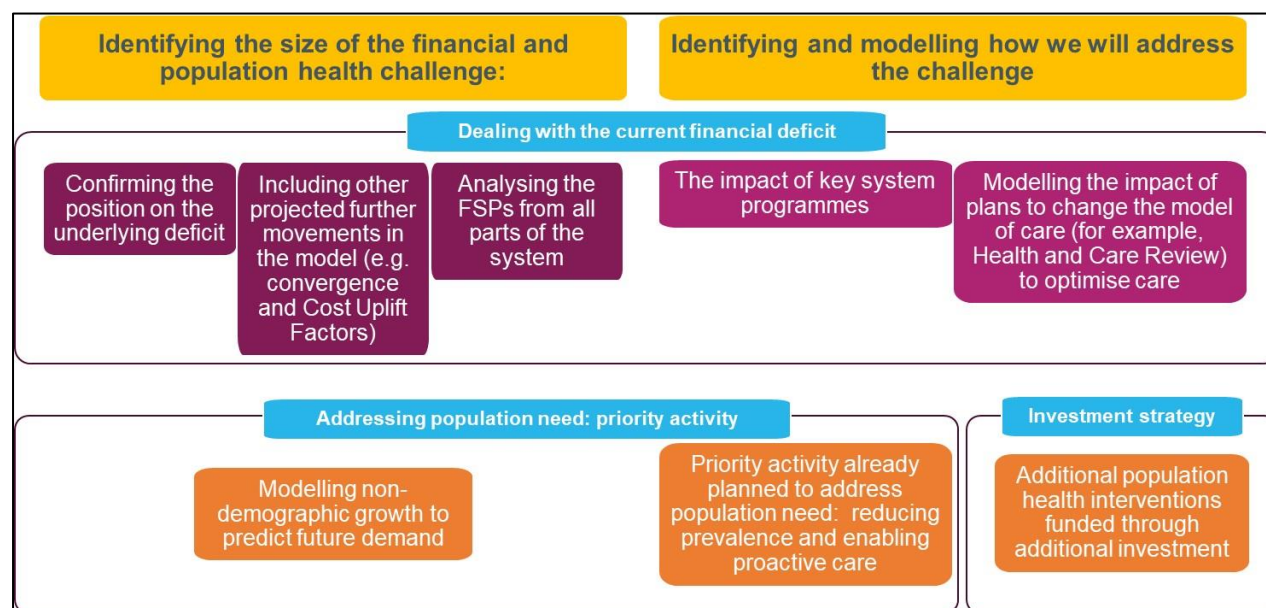 Identifying the size of the financial and
population health challenge:
Identifying and modelling how we will address
the challenge
Dealing with the current financial deficit
Confirming the
position on the
underlying deficit
Including other
projected further
movements in
the model (e.g.
convergence
and Cost Uplift
Factors)
Analysing the
FSPs from all
parts of the
system
The impact of key system
programmes
Modelling the impact of
plans to change the model
of care (for example,
Health and Care Review)
to optimise care
Addressing population need: priority activity
Modelling non-
demographic growth to
predict future demand
Priority activity already
planned to address
population need:  reducing
prevalence and enabling
proactive care
Investment strategy
Additional population
health interventions
funded through
additional investment